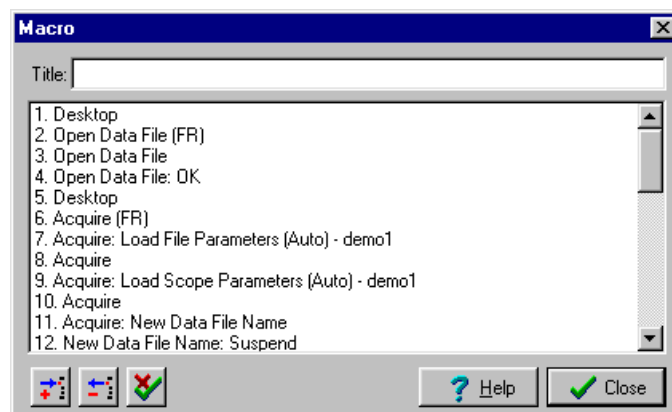 Macro
Title:
1. Desktop
2. Open Data File (FR)
3. Open Data File
4. Open Data File: OK
5. Desktop
6. Acquire (FR)
7. Acquire: Load File Parameters (Auto) - demo1
8. Acquire
9. Acquire: Load Scope Parameters (Auto) - demo1
10. Acquire
11. Acquire: New Data File Name
12. New Data File Name: Suspend
Help Close